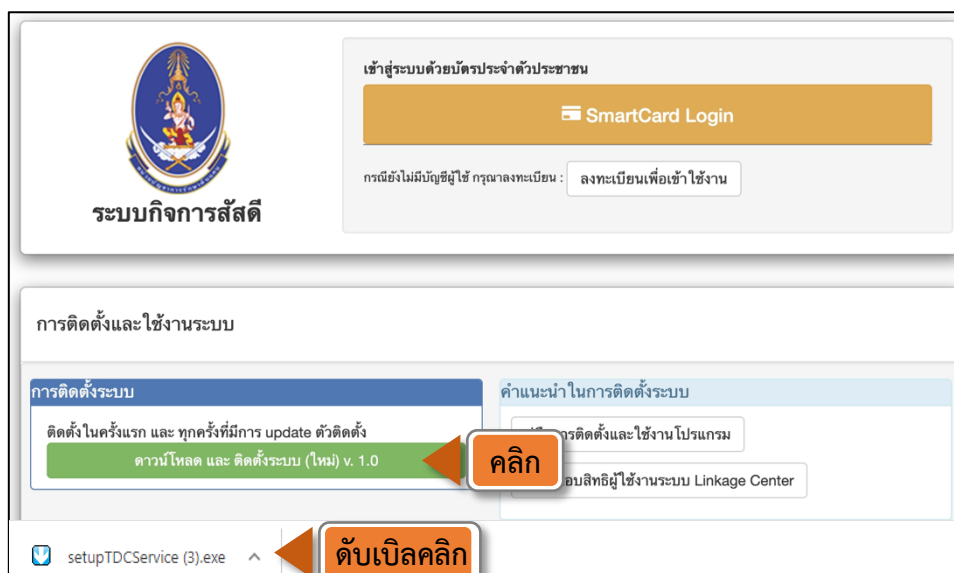 เข้าสู่ระบบด้วยบัตรประจำตัวประชาชน
SmartCard Login
กรณียังไม่มีบัญชีผู้ใช้ กรุณาลงทะเบียน : ลงทะเบียนเพื่อเข้าใช้งาน
ระบบกิจการสัสดี
การติดตั้งและใช้งานระบบ
การติดตั้งระบบ
ติดตั้งในครั้งแรก และ ทุกครั้งที่มีการ update ตัวติดตั้ง
ดาวน์โหลด และ ติดตั้งระบบ (ใหม่) v. 1.0
คลิก
คำแนะนำในการติดตั้งระบบ
การติดตั้งและใช้งานโปรแกรม
อบสิทธิผู้ใช้งานระบบ Linkage Center
setupTDCService (3).exe
ดับเบิลคลิก